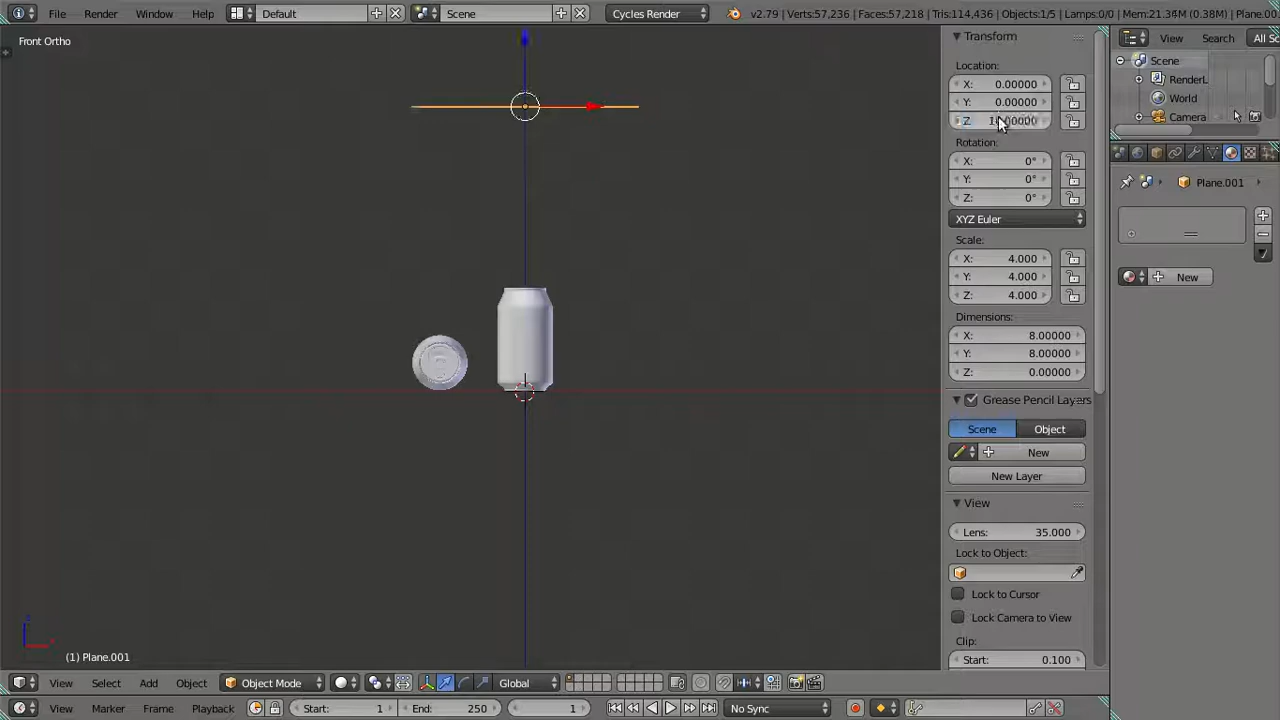 File Render Window Help Default Scene Cycles Render v2.79 | Verts:57,236 | Faces:57,218 | Tris:114,436 | Objects:1/5 | Lamps:0/0 | Mem:21.34M (0.38M) | Plane.00
Front Ortho
Transform
View Search All Sc
Location:
Scene
X: 0.00000
RenderL
Y: 0.00000
World
Z: 10.00000
Camera
Rotation:
X: 0°
Y: 0°
Plane.001
Z: 0°
XYZ Euler
Scale:
X: 4.000
Y: 4.000
New
Z: 4.000
Dimensions:
X: 8.00000
Y: 8.00000
Z: 0.00000
Grease Pencil Layers
Scene Object
New
New Layer
View
Lens: 35.000
Lock to Object:
Lock to Cursor
Lock Camera to View
Clip:
Start: 0.100
z
x
(1) Plane.001
View Select Add Object Object Mode Global
View Marker Frame Playback Start: 1 End: 250 1 No Sync